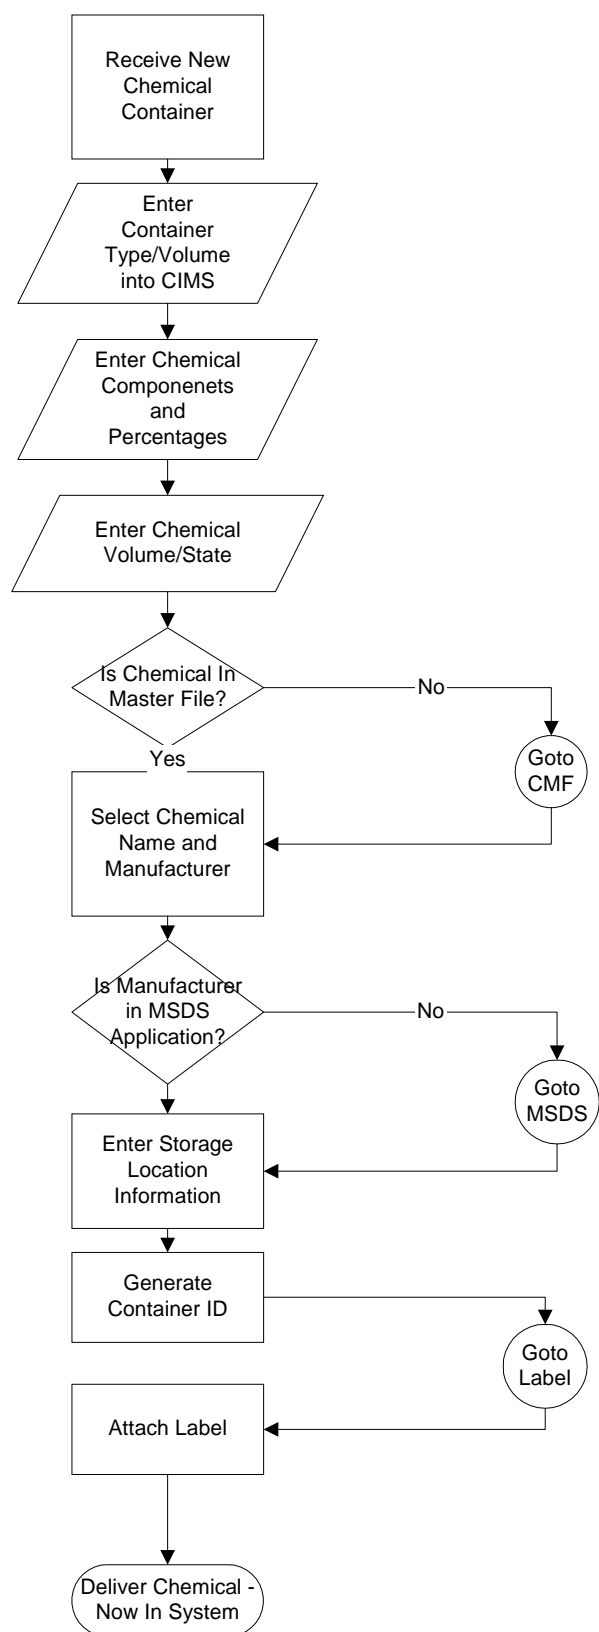 Receive New
Chemical
Container
Enter
Container
Type/Volume
into CIMS
Enter Chemical
Componenets
and
Percentages
Enter Chemical
Volume/State
Is Chemical In
Master File?
No
Goto
CMF
Yes
Select Chemical
Name and
Manufacturer
Is Manufacturer
in MSDS
Application?
No
Goto
MSDS
Enter Storage
Location
Information
Generate
Container ID
Goto
Label
Attach Label
Deliver Chemical -
Now In System